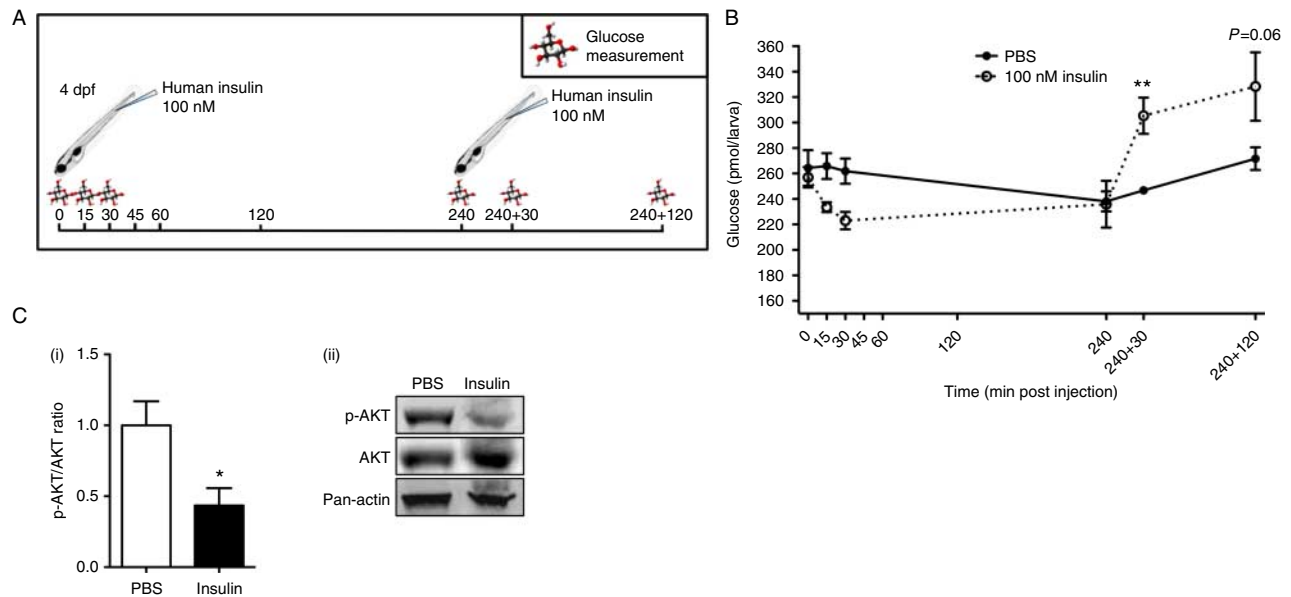 A
Glucose
measurement
4 dpf
Human insulin
100 nM
Human insulin
100 nM
0 15 30 45 60 120 240 240+30 240+120
B
P=0.06
PBS
100 nM insulin
**
360
340
320
300
280
260
240
220
200
180
160
Glucose (pmol/larva)
0 15 30 45 60 120 240 240+30 240+120
Time (min post injection)
C
(i)
1.5
1.0
0.5
0.0
p-AKT/AKT ratio
*
PBS Insulin
(ii)
PBS Insulin
p-AKT
AKT
Pan-actin